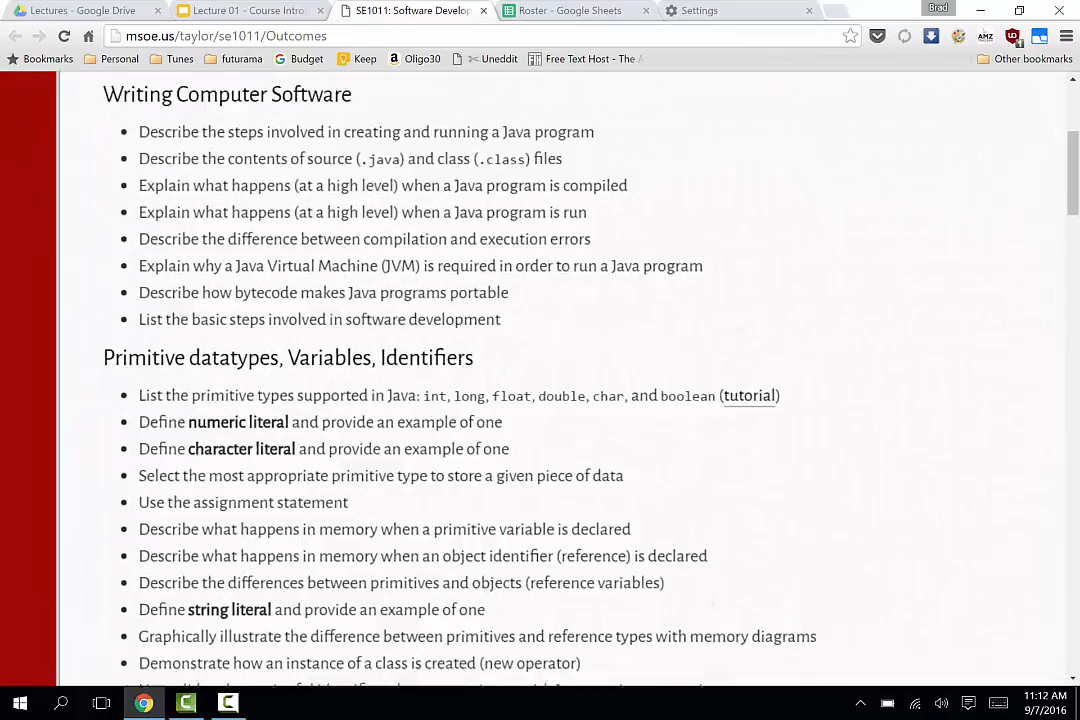 Lectures - Google Drive
Lecture 01 - Course Intro
SE1011: Software Develop
Roster - Google Sheets
Settings
Brad
msoe.us/taylor/se1011/Outcomes
Bookmarks Personal Tunes futurama Budget Keep Oligo30 Uneddit Free Text Host - The Other bookmarks
Writing Computer Software
• Describe the steps involved in creating and running a Java program
• Describe the contents of source (.java) and class (.class) files
• Explain what happens (at a high level) when a Java program is compiled
• Explain what happens (at a high level) when a Java program is run
• Describe the difference between compilation and execution errors
• Explain why a Java Virtual Machine (JVM) is required in order to run a Java program
• Describe how bytecode makes Java programs portable
• List the basic steps involved in software development
Primitive datatypes, Variables, Identifiers
• List the primitive types supported in Java: int, long, float, double, char, and boolean (tutorial)
• Define numeric literal and provide an example of one
• Define character literal and provide an example of one
• Select the most appropriate primitive type to store a given piece of data
• Use the assignment statement
• Describe what happens in memory when a primitive variable is declared
• Describe what happens in memory when an object identifier (reference) is declared
• Describe the differences between primitives and objects (reference variables)
• Define string literal and provide an example of one
• Graphically illustrate the difference between primitives and reference types with memory diagrams
• Demonstrate how an instance of a class is created (new operator)
11:12 AM
9/7/2016